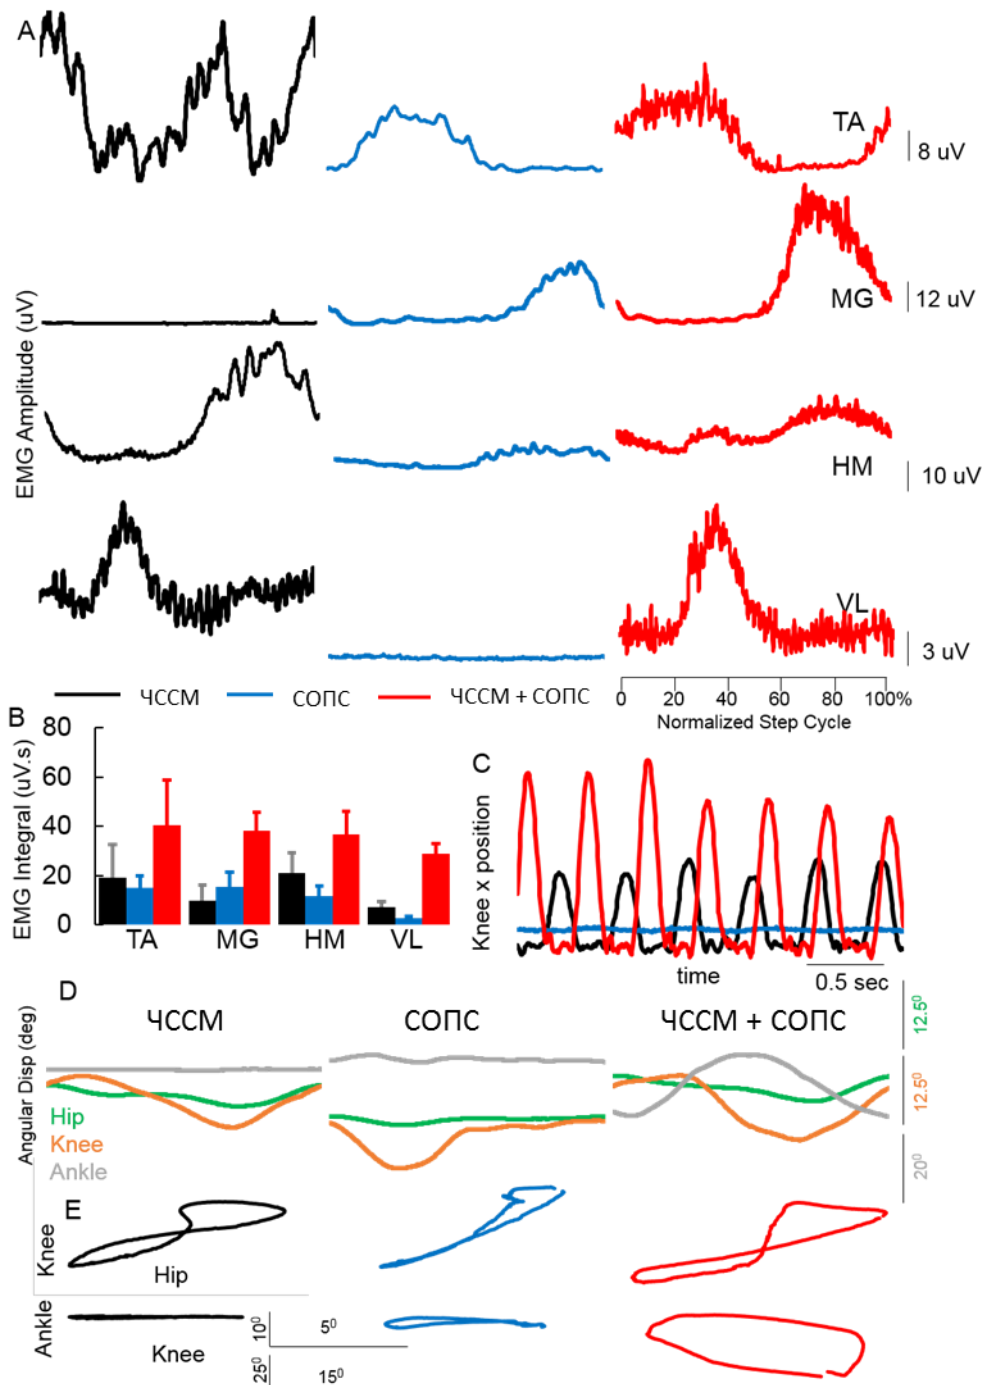 A
TA
8 uV
MG
12 uV
EMG Amplitude (uV)
HM
10 uV
VL
3 uV
ЧССМ СОПС ЧССМ + СОПС
0 20 40 60 80 100%
Normalized Step Cycle
B
80
60
40
20
0
EMG Integral (uV.s)
TA MG HM VL
C
Knee x position
time
0.5 sec
D
ЧССМ СОПС ЧССМ + СОПС
Angular Disp (deg)
Hip
Knee
Ankle
12.5⁰
12.5⁰
20⁰
E
Knee
Hip
Ankle
Knee
10⁰
5⁰
25⁰
15⁰